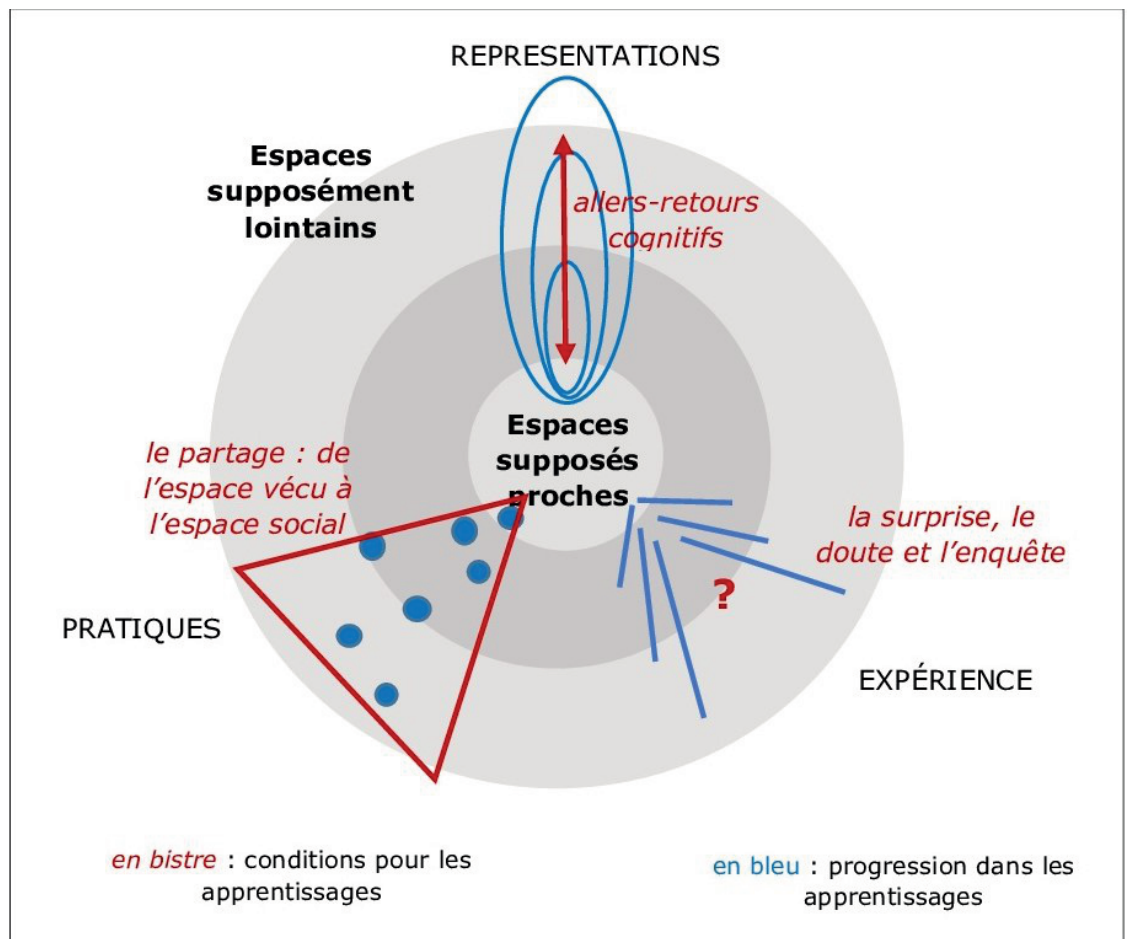 REPRESENTATIONS
Espaces
supposément
lointains
allers-retours
cognitifs
Espaces
supposés
proches
le partage : de
l'espace vécu à
l'espace social
la surprise, le
doute et l'enquête
?
PRATIQUES
EXPÉRIENCE
en bistre : conditions pour les
apprentissages
en bleu : progression dans les
apprentissages